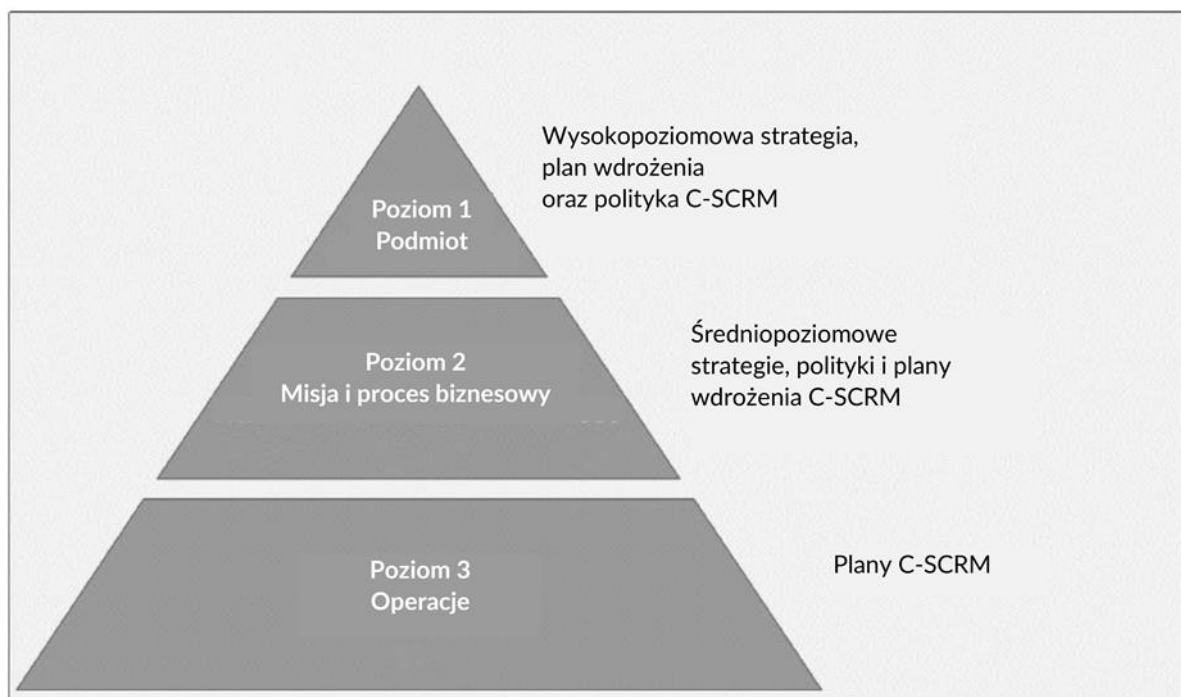 Wysokopoziomowa strategia,
plan wdrożenia
oraz polityka C-SCRM
Poziom 1
Podmiot
Średniopoziomowe
strategie, polityki i plany
wdrożenia C-SCRM
Poziom 2
Misja i proces biznesowy
Plany C-SCRM
Poziom 3
Operacje